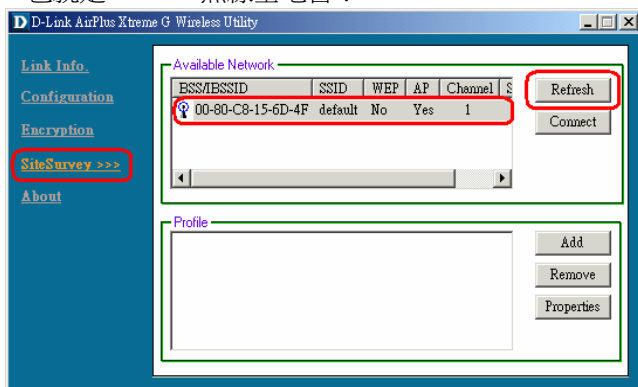 D-Link AirPlus Xtreme G Wireless Utility
Link Info.
Configuration
Encryption
SiteSurvey >>>
About
Available Network
BSS/IBSSID SSID WEP AP Channel S
00-80-C8-15-6D-4F default No Yes 1
Refresh
Connect
Profile
Add
Remove
Properties